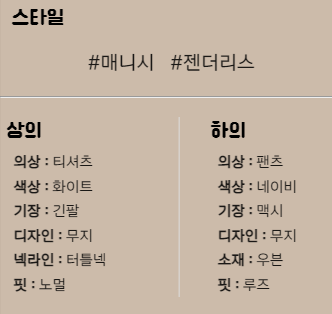 스타일
#매니시 #젠더리스
상의
의상 : 티셔츠
색상 : 화이트
기장 : 긴팔
디자인 : 무지
넥라인 : 터틀넥
핏 : 노멀
하의
의상 : 팬츠
색상 : 네이비
기장 : 맥시
디자인 : 무지
소재 : 우븐
핏 : 루즈